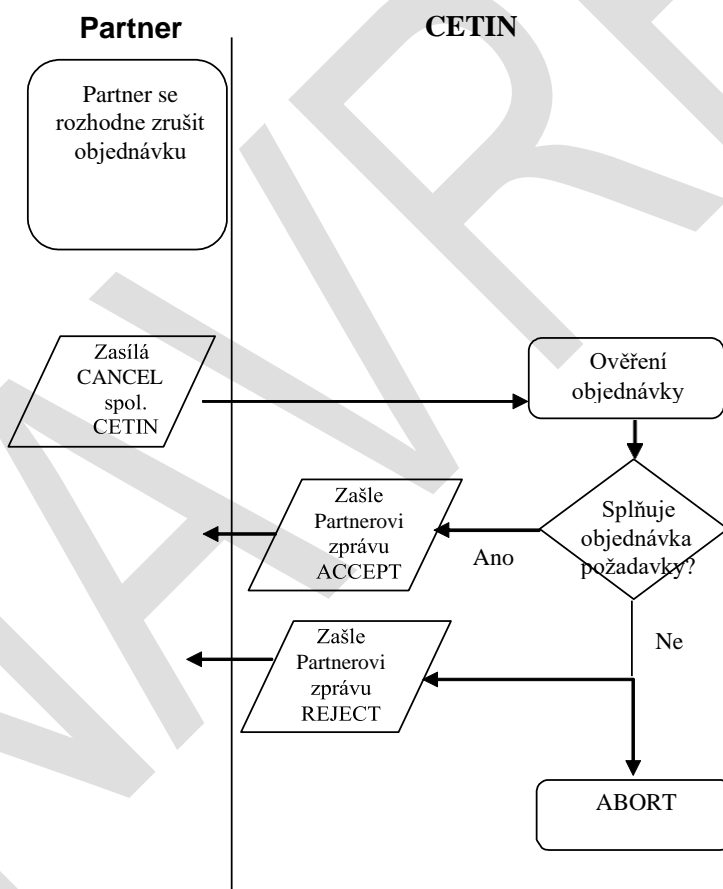 Partner
CETIN
Partner se
rozhodne zrušit
objednávku
Zasílá
CANCEL
spol.
CETIN
Ověření
objednávky
Splňuje
objednávka
požadavky?
Ano
Zašle
Partnerovi
zprávu
ACCEPT
Ne
Zašle
Partnerovi
zprávu
REJECT
ABORT